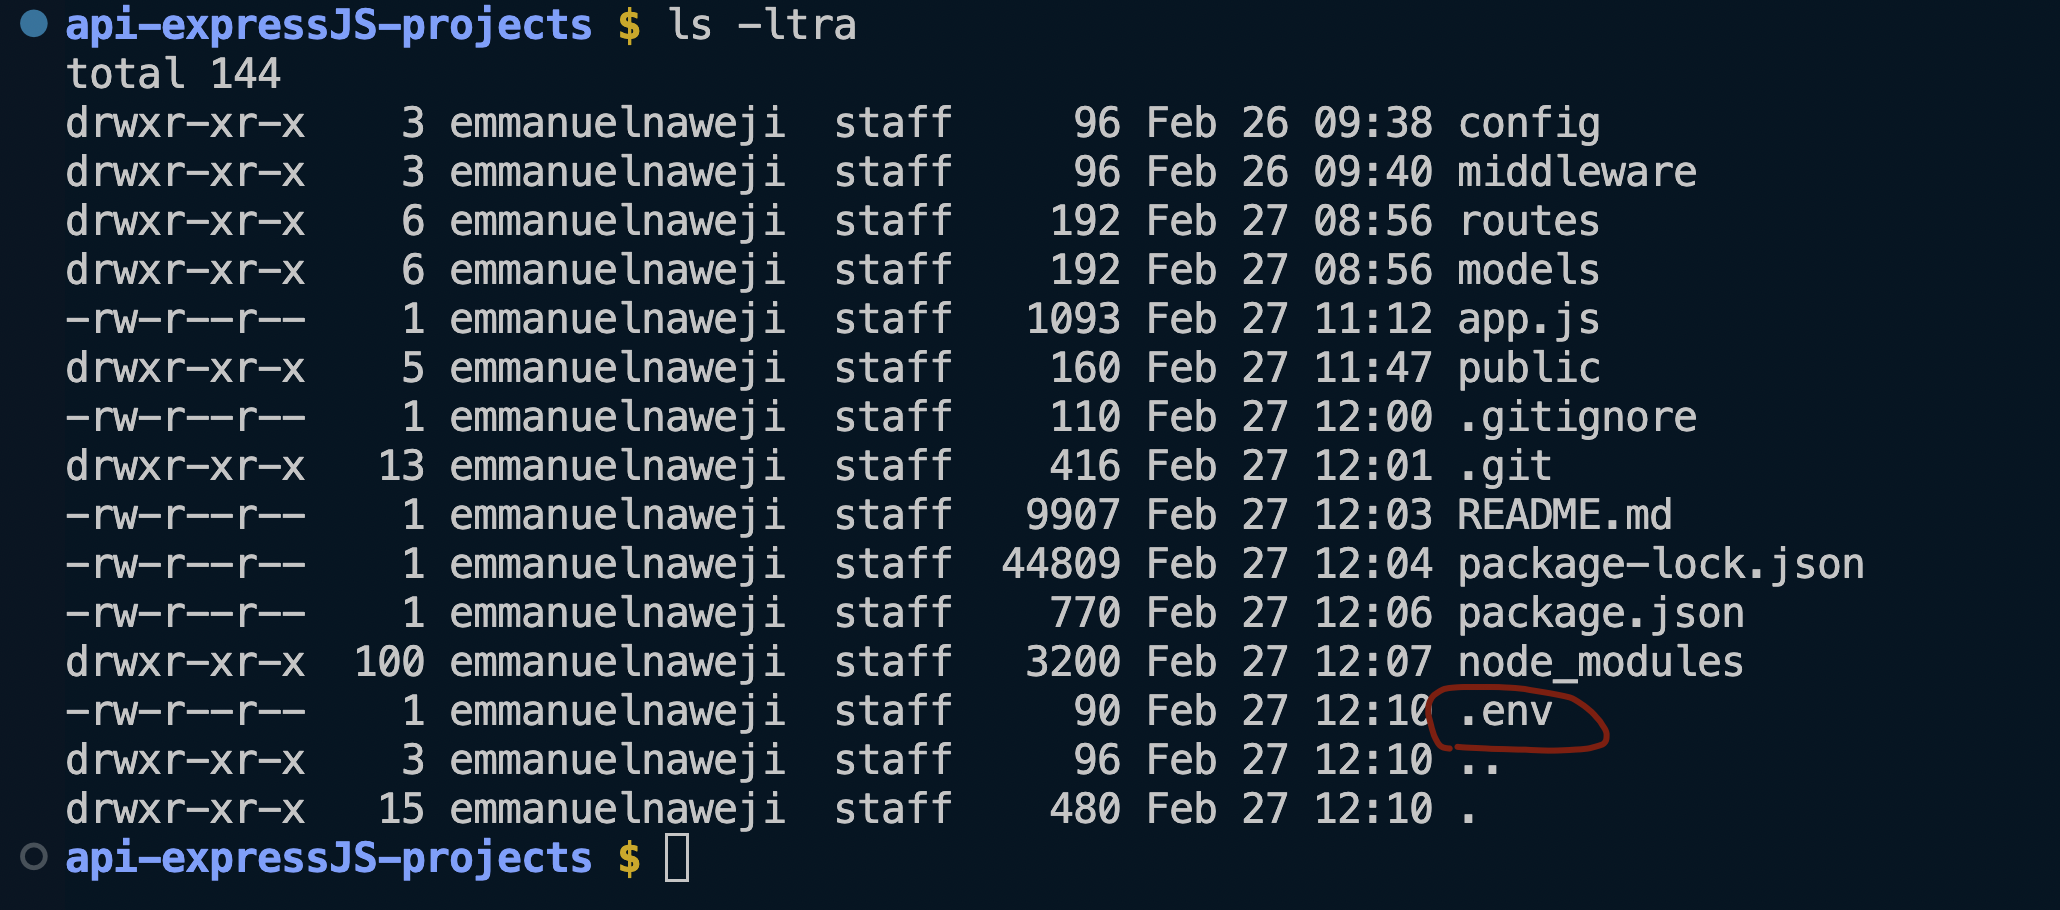 api-expressJS-projects $ ls -ltra
total 144
drwxr-xr-x    3 emmanuelnaweji  staff     96 Feb 26 09:38 config
drwxr-xr-x    3 emmanuelnaweji  staff     96 Feb 26 09:40 middleware
drwxr-xr-x    6 emmanuelnaweji  staff    192 Feb 27 08:56 routes
drwxr-xr-x    6 emmanuelnaweji  staff    192 Feb 27 08:56 models
-rw-r--r--    1 emmanuelnaweji  staff   1093 Feb 27 11:12 app.js
drwxr-xr-x    5 emmanuelnaweji  staff    160 Feb 27 11:47 public
-rw-r--r--    1 emmanuelnaweji  staff    110 Feb 27 12:00 .gitignore
drwxr-xr-x   13 emmanuelnaweji  staff    416 Feb 27 12:01 .git
-rw-r--r--    1 emmanuelnaweji  staff   9907 Feb 27 12:03 README.md
-rw-r--r--    1 emmanuelnaweji  staff  44809 Feb 27 12:04 package-lock.json
-rw-r--r--    1 emmanuelnaweji  staff    770 Feb 27 12:06 package.json
drwxr-xr-x  100 emmanuelnaweji  staff   3200 Feb 27 12:07 node_modules
-rw-r--r--    1 emmanuelnaweji  staff     90 Feb 27 12:10 .env
drwxr-xr-x    3 emmanuelnaweji  staff     96 Feb 27 12:10 ..
drwxr-xr-x   15 emmanuelnaweji  staff    480 Feb 27 12:10 .
api-expressJS-projects $